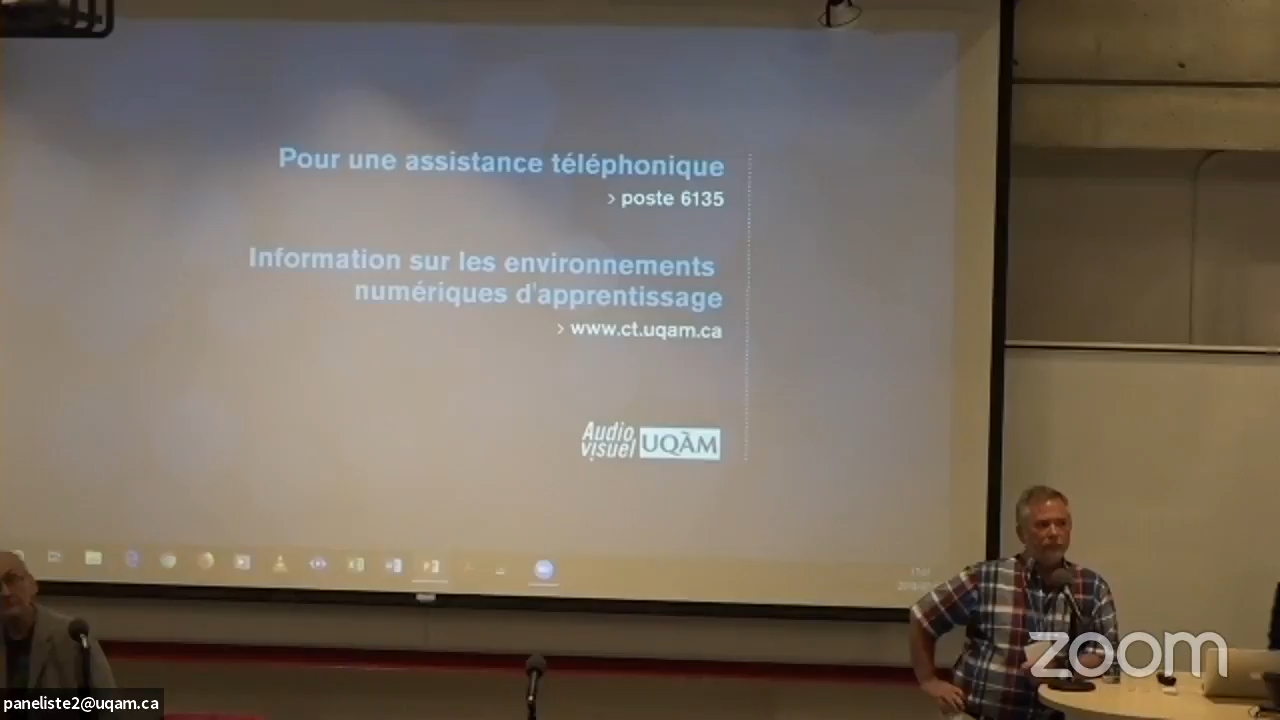 Pour une assistance téléphonique
> poste 6135
Information sur les environnements
numériques d'apprentissage
> www.ct.uqam.ca
Audio
visuel
UQÀM
zoom
paneliste2@uqam.ca